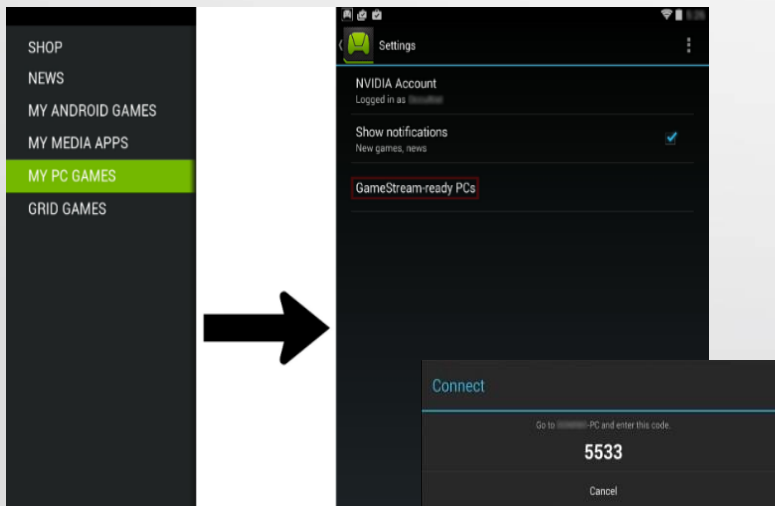 SHOP
NEWS
MY ANDROID GAMES
MY MEDIA APPS
MY PC GAMES
GRID GAMES
Settings
NVIDIA Account
Logged in as
Show notifications
New games, news
GameStream-ready PCs
Connect
Go to -PC and enter this code.
5533
Cancel